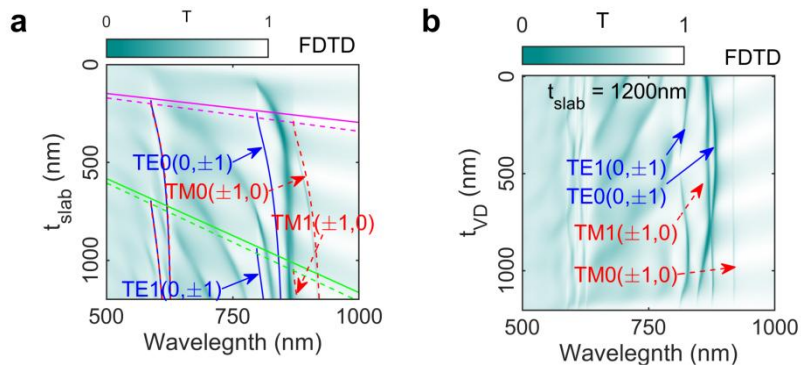 a
0 T 1
FDTD
0
500
1000
t_slab (nm)
TE0(0,±1)
TM0(±1,0)
TM1(±1,0)
TE1(0,±1)
500 750 1000
Wavelegnth (nm)
b
0 T 1
FDTD
t_slab = 1200nm
0
500
1000
t_VD (nm)
TE1(0,±1)
TE0(0,±1)
TM1(±1,0)
TM0(±1,0)
500 750 1000
Wavelegnth (nm)